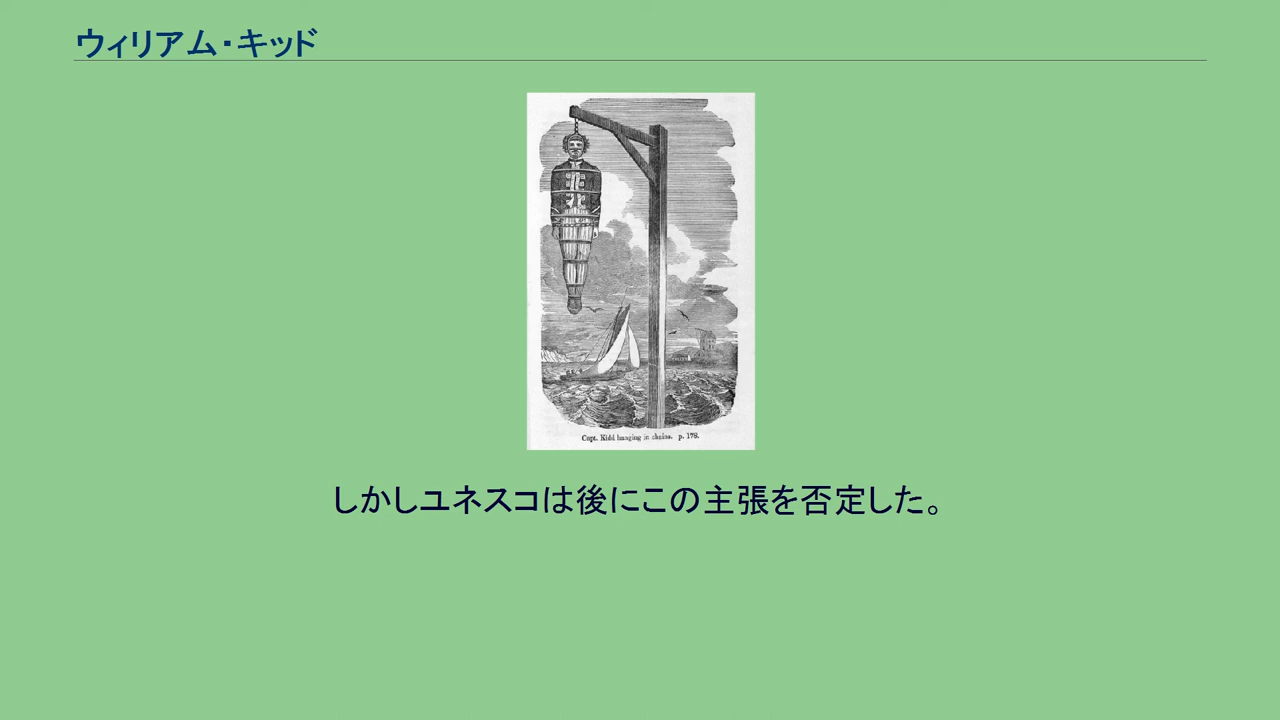 ウィリアム・キッド
Capt. Kidd hanging in chains. p. 178.
しかしユネスコは後にこの主張を否定した。